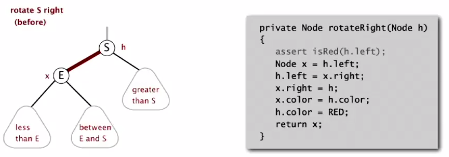 rotate S right
(before)
S
h
x
E
greater
than S
less
than E
between
E and S
private Node rotateRight(Node h)
{
assert isRed(h.left);
Node x = h.left;
h.left = x.right;
x.right = h;
x.color = h.color;
h.color = RED;
return x;
}